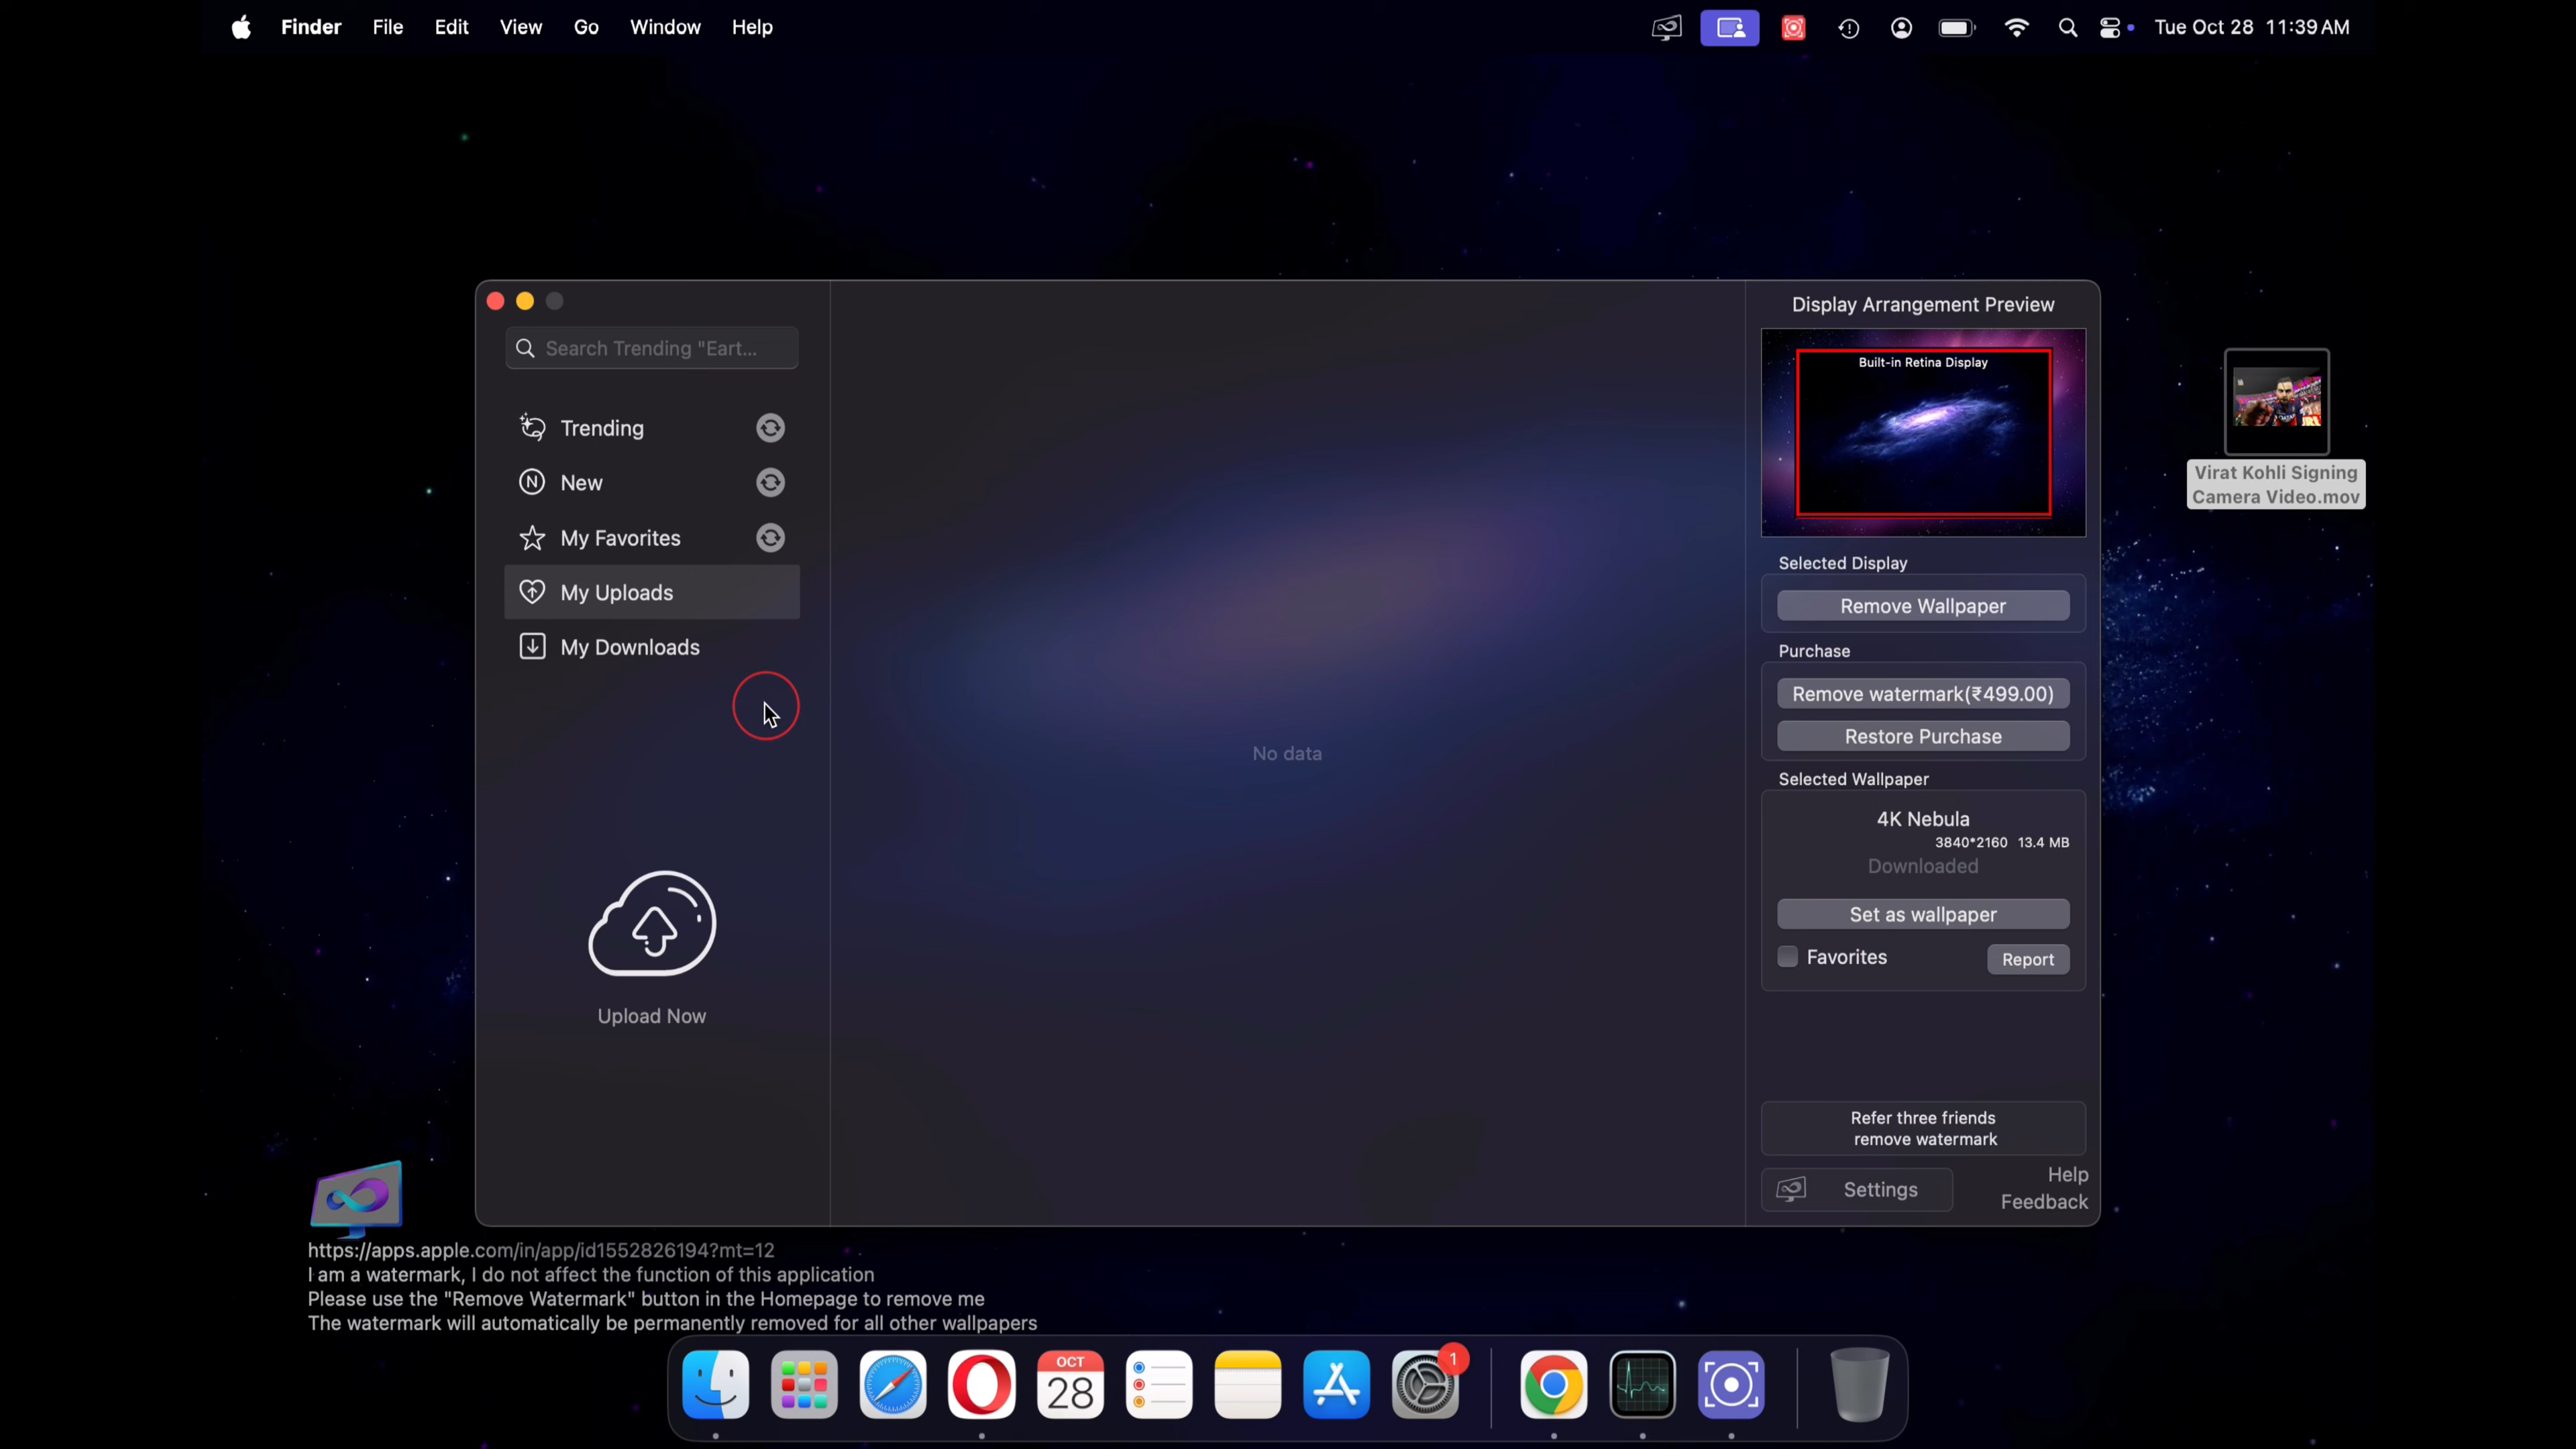 Finder File Edit View Go Window Help
Tue Oct 28 11:39 AM
Search Trending "Eart...
Trending
New
My Favorites
My Uploads
My Downloads
Upload Now
No data
Display Arrangement Preview
Built-in Retina Display
Selected Display
Remove Wallpaper
Purchase
Remove watermark(₹499.00)
Restore Purchase
Selected Wallpaper
4K Nebula
3840*2160 13.4 MB
Downloaded
Set as wallpaper
Favorites
Report
Refer three friends
remove watermark
Settings
Help
Feedback
Virat Kohli Signing
Camera Video.mov
https://apps.apple.com/in/app/id1552826194?mt=12
I am a watermark, I do not affect the function of this application
Please use the "Remove Watermark" button in the Homepage to remove me
The watermark will automatically be permanently removed for all other wallpapers
OCT
28
1